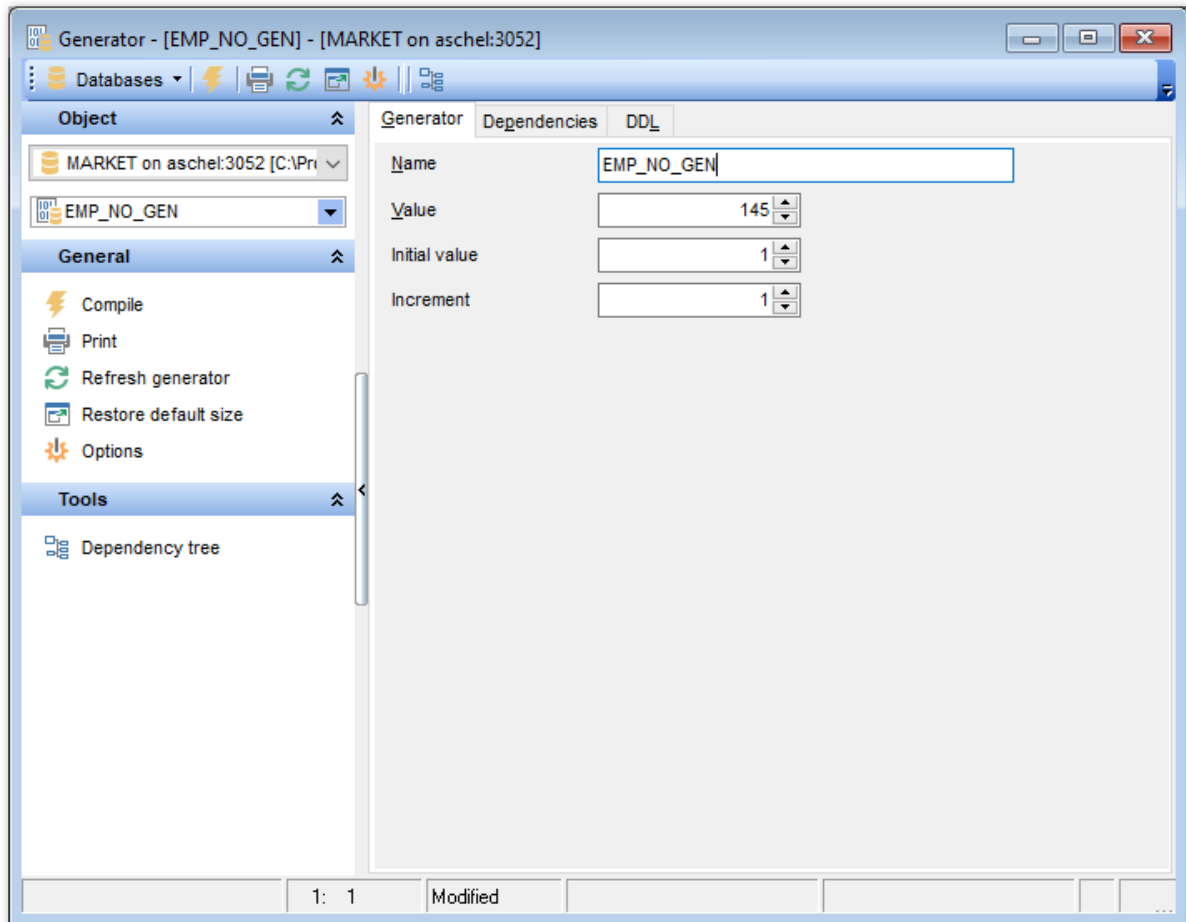 Generator - [EMP_NO_GEN] - [MARKET on aschel:3052]
Databases
Object
MARKET on aschel:3052 [C:\Pr
EMP_NO_GEN
General
Compile
Print
Refresh generator
Restore default size
Options
Tools
Dependency tree
Generator Dependencies DDL
Name EMP_NO_GEN
Value 145
Initial value 1
Increment 1
1: 1 Modified